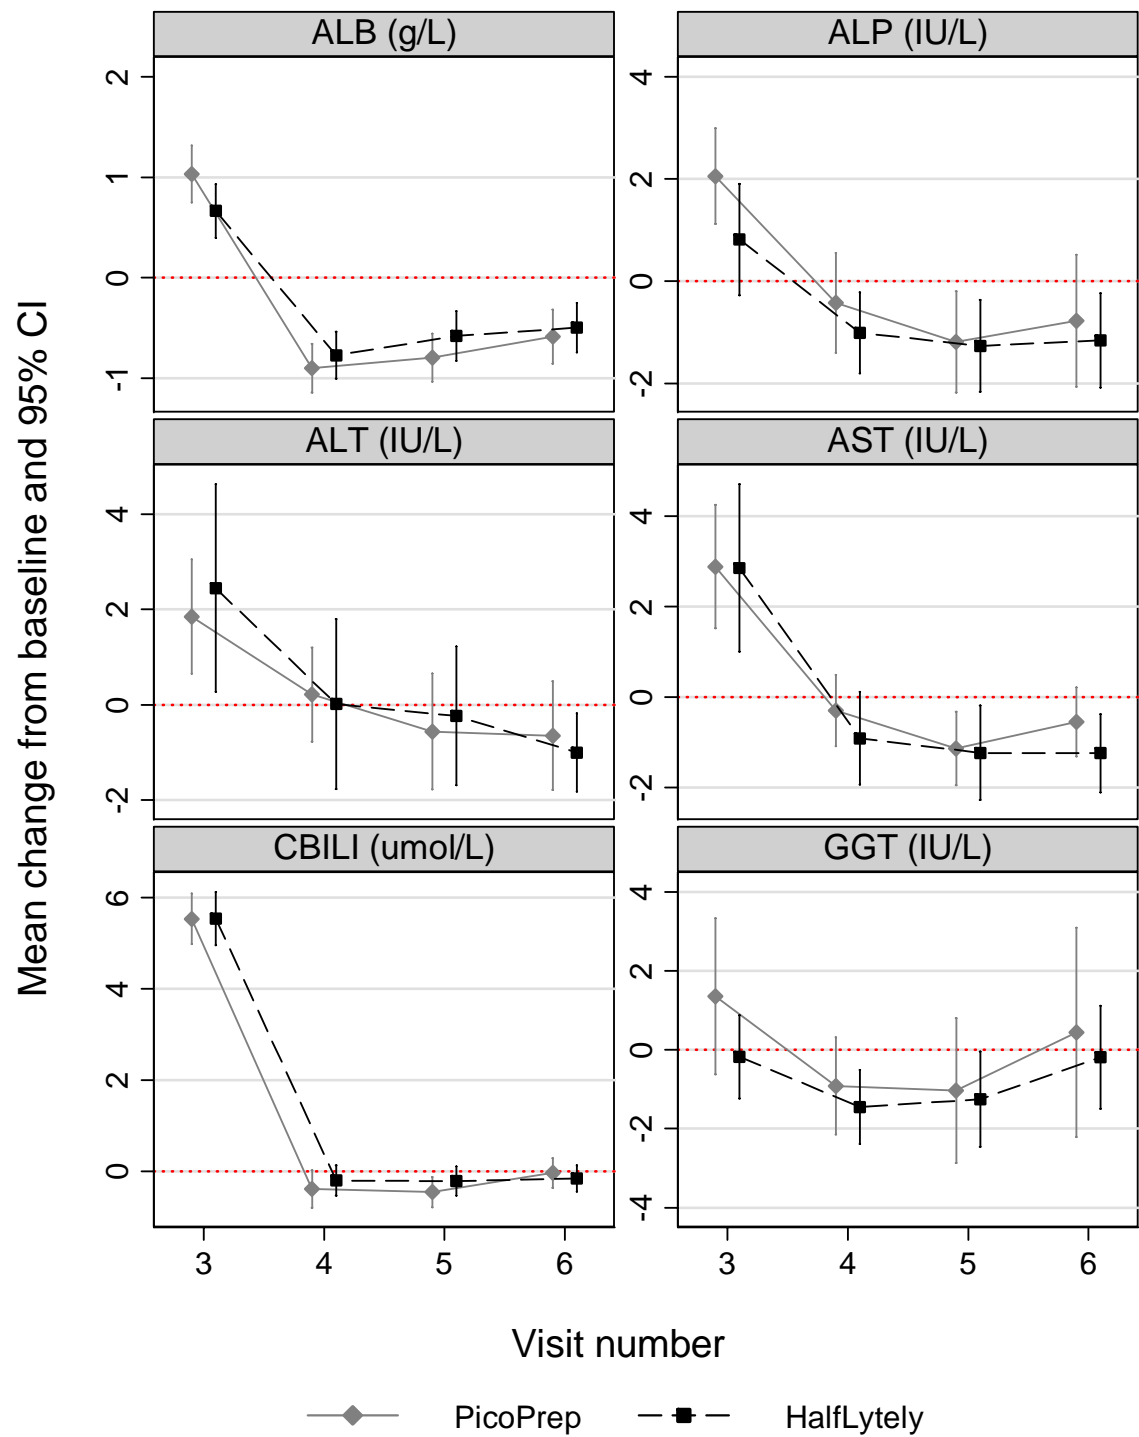 Mean change from baseline and 95% CI
ALB (g/L)
2
1
0
-1
ALP (IU/L)
4
2
0
-2
ALT (IU/L)
4
2
0
-2
AST (IU/L)
4
2
0
-2
CBILI (umol/L)
6
4
2
0
GGT (IU/L)
4
2
0
-2
-4
3 4 5 6
3 4 5 6
Visit number
PicoPrep HalfLytely